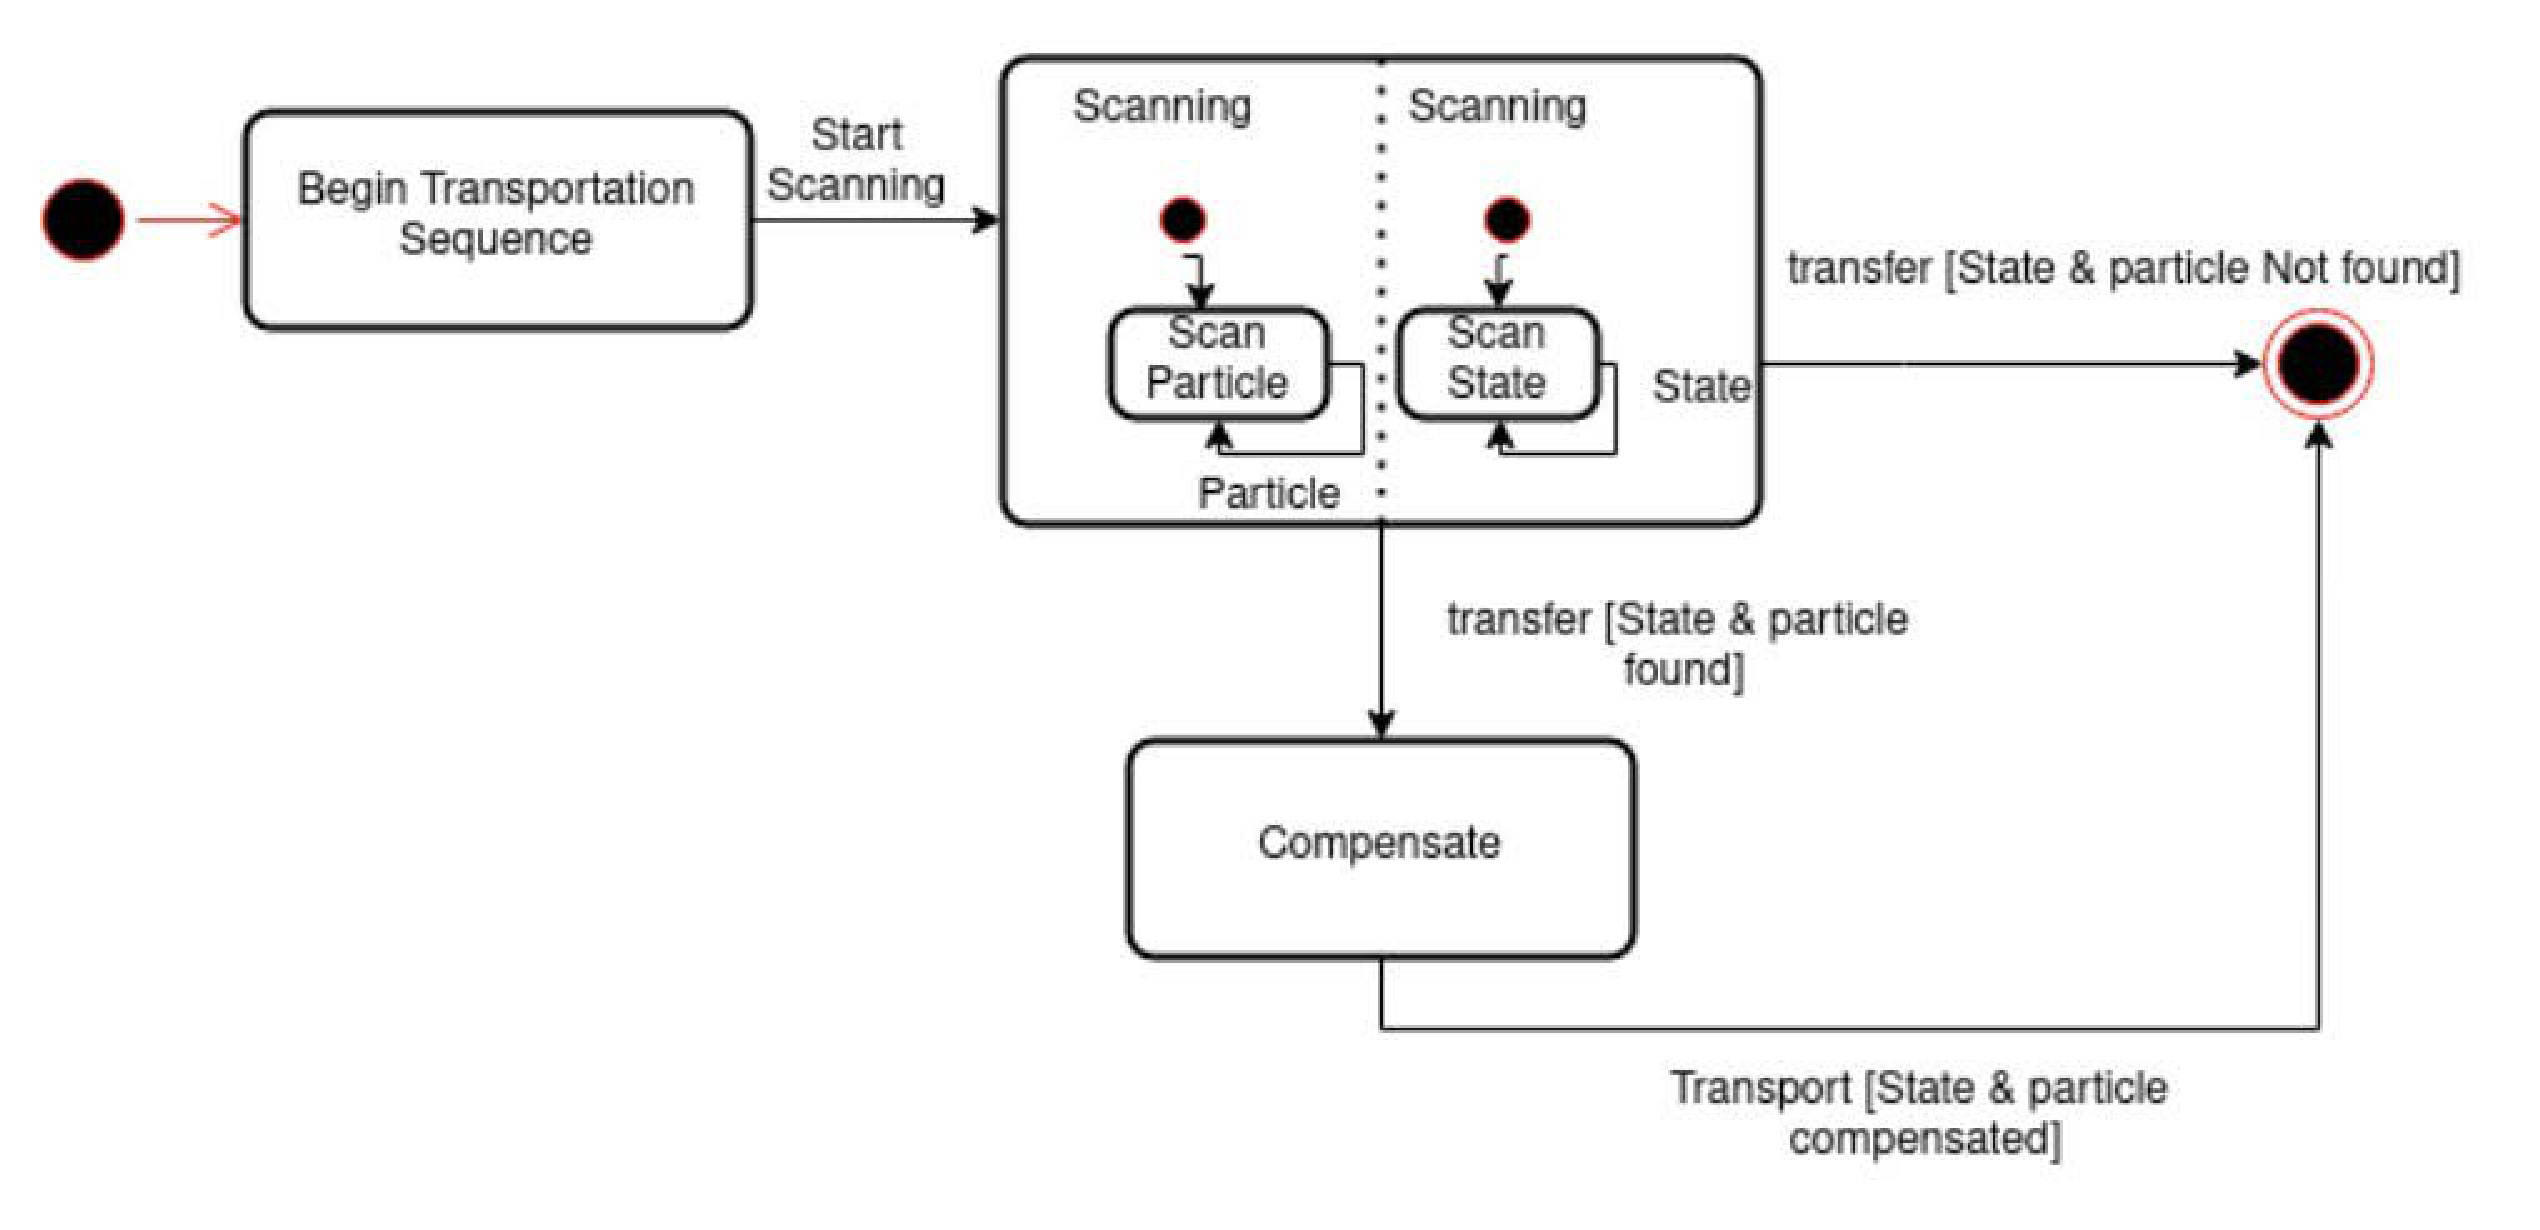 Begin Transportation
Sequence
Start
Scanning
Scanning
Scanning
Scan
Particle
Scan
State
State
Particle
transfer [State & particle Not found]
transfer [State & particle
found]
Compensate
Transport [State & particle
compensated]